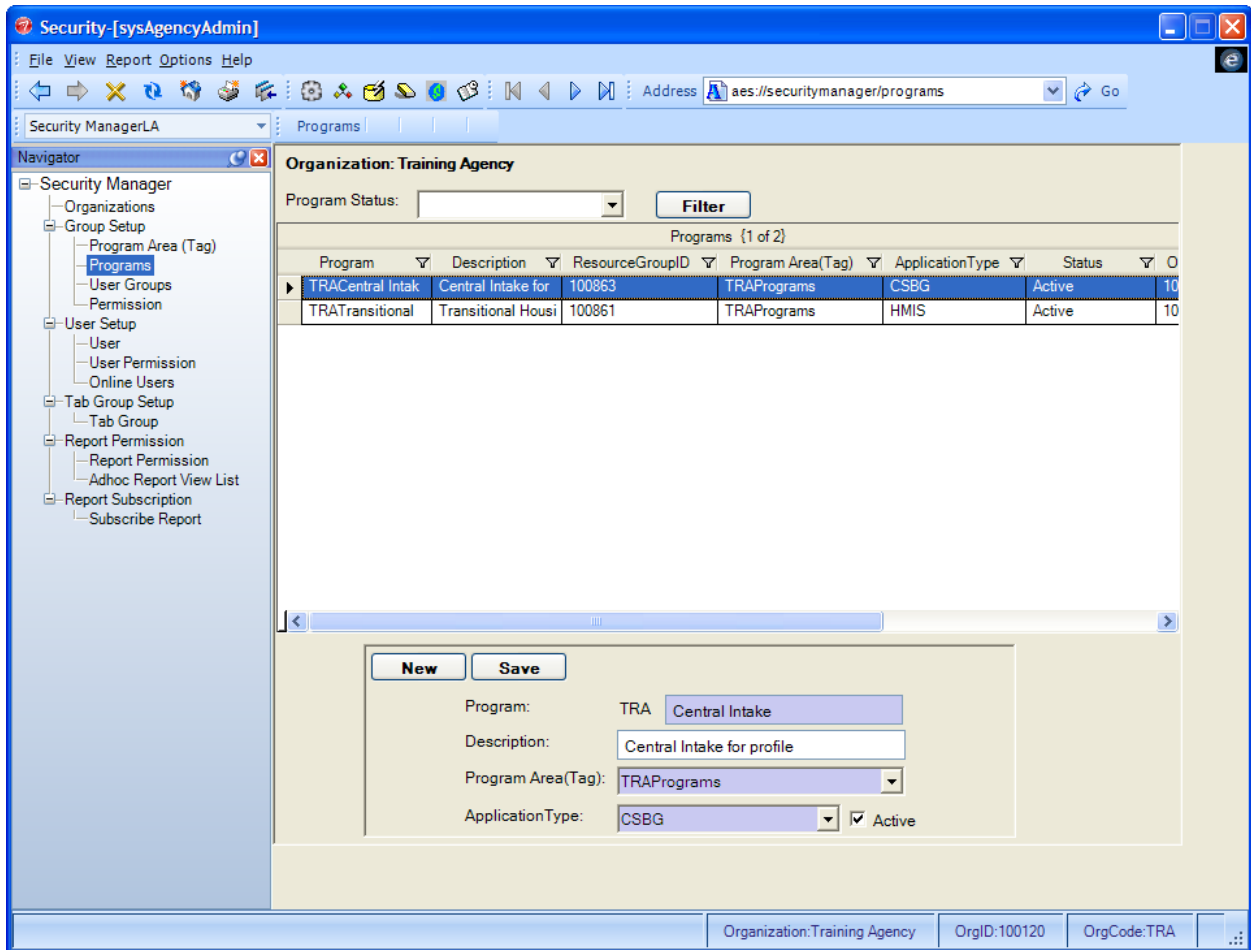 Security-[sysAgencyAdmin]
File View Report Options Help
Address aes://securitymanager/programs Go
Security ManagerLA Programs
Navigator
Security Manager
Organizations
Group Setup
Program Area (Tag)
Programs
User Groups
Permission
User Setup
User
User Permission
Online Users
Tab Group Setup
Tab Group
Report Permission
Report Permission
Adhoc Report View List
Report Subscription
Subscribe Report
Organization: Training Agency
Program Status: Filter
Programs {1 of 2}
Program Description ResourceGroupID Program Area(Tag) ApplicationType Status O
TRACentral Intak Central Intake for 100863 TRAPrograms CSBG Active 10
TRATransitional Transitional Housi 100861 TRAPrograms HMIS Active 10
New Save
Program: TRA Central Intake
Description: Central Intake for profile
Program Area(Tag): TRAPrograms
ApplicationType: CSBG Active
Organization:Training Agency OrgID:100120 OrgCode:TRA